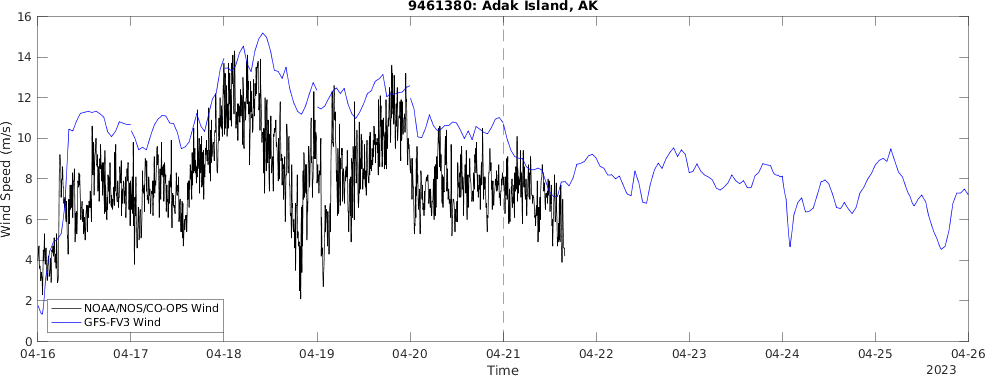 9461380: Adak Island, AK
Wind Speed (m/s)
16
14
12
10
8
6
4
2
0
NOAA/NOS/CO-OPS Wind
GFS-FV3 Wind
04-16 04-17 04-18 04-19 04-20 04-21 04-22 04-23 04-24 04-25 04-26
Time
2023